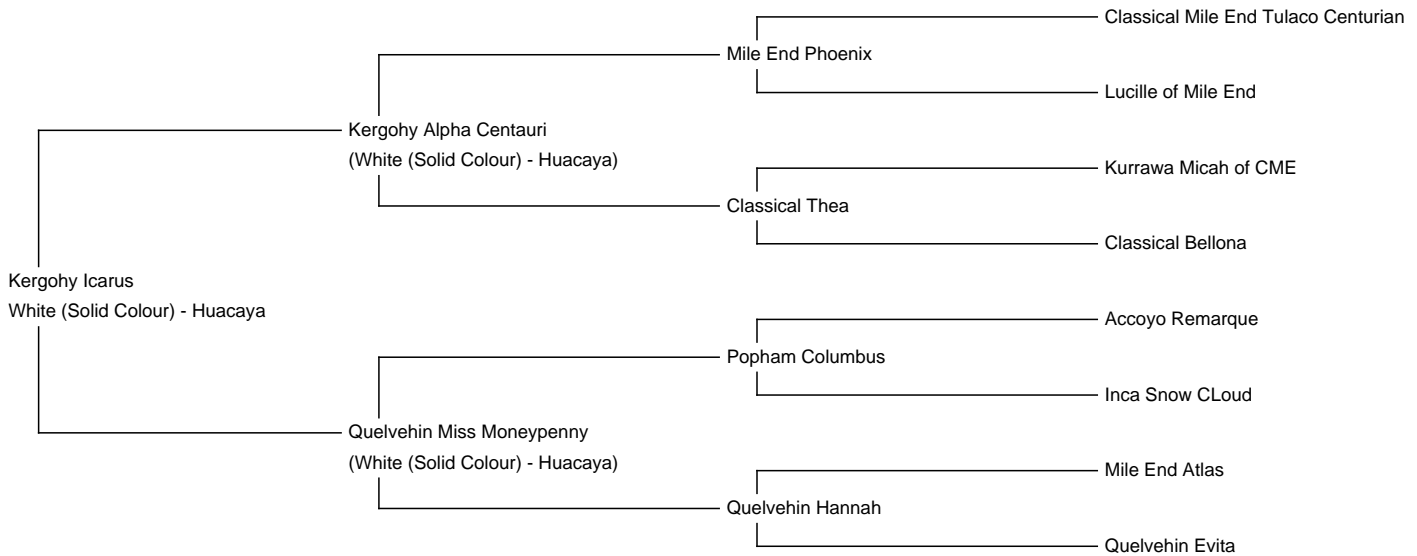 Classical Mile End Tulaco Centurian
Mile End Phoenix
Lucille of Mile End
Kergohy Alpha Centauri
(White (Solid Colour) - Huacaya)
Kurrawa Micah of CME
Classical Thea
Classical Bellona
Kergohy Icarus
White (Solid Colour) - Huacaya
Accoyo Remarque
Popham Columbus
Inca Snow CLoud
Quelvehin Miss Moneypenny
(White (Solid Colour) - Huacaya)
Mile End Atlas
Quelvehin Hannah
Quelvehin Evita